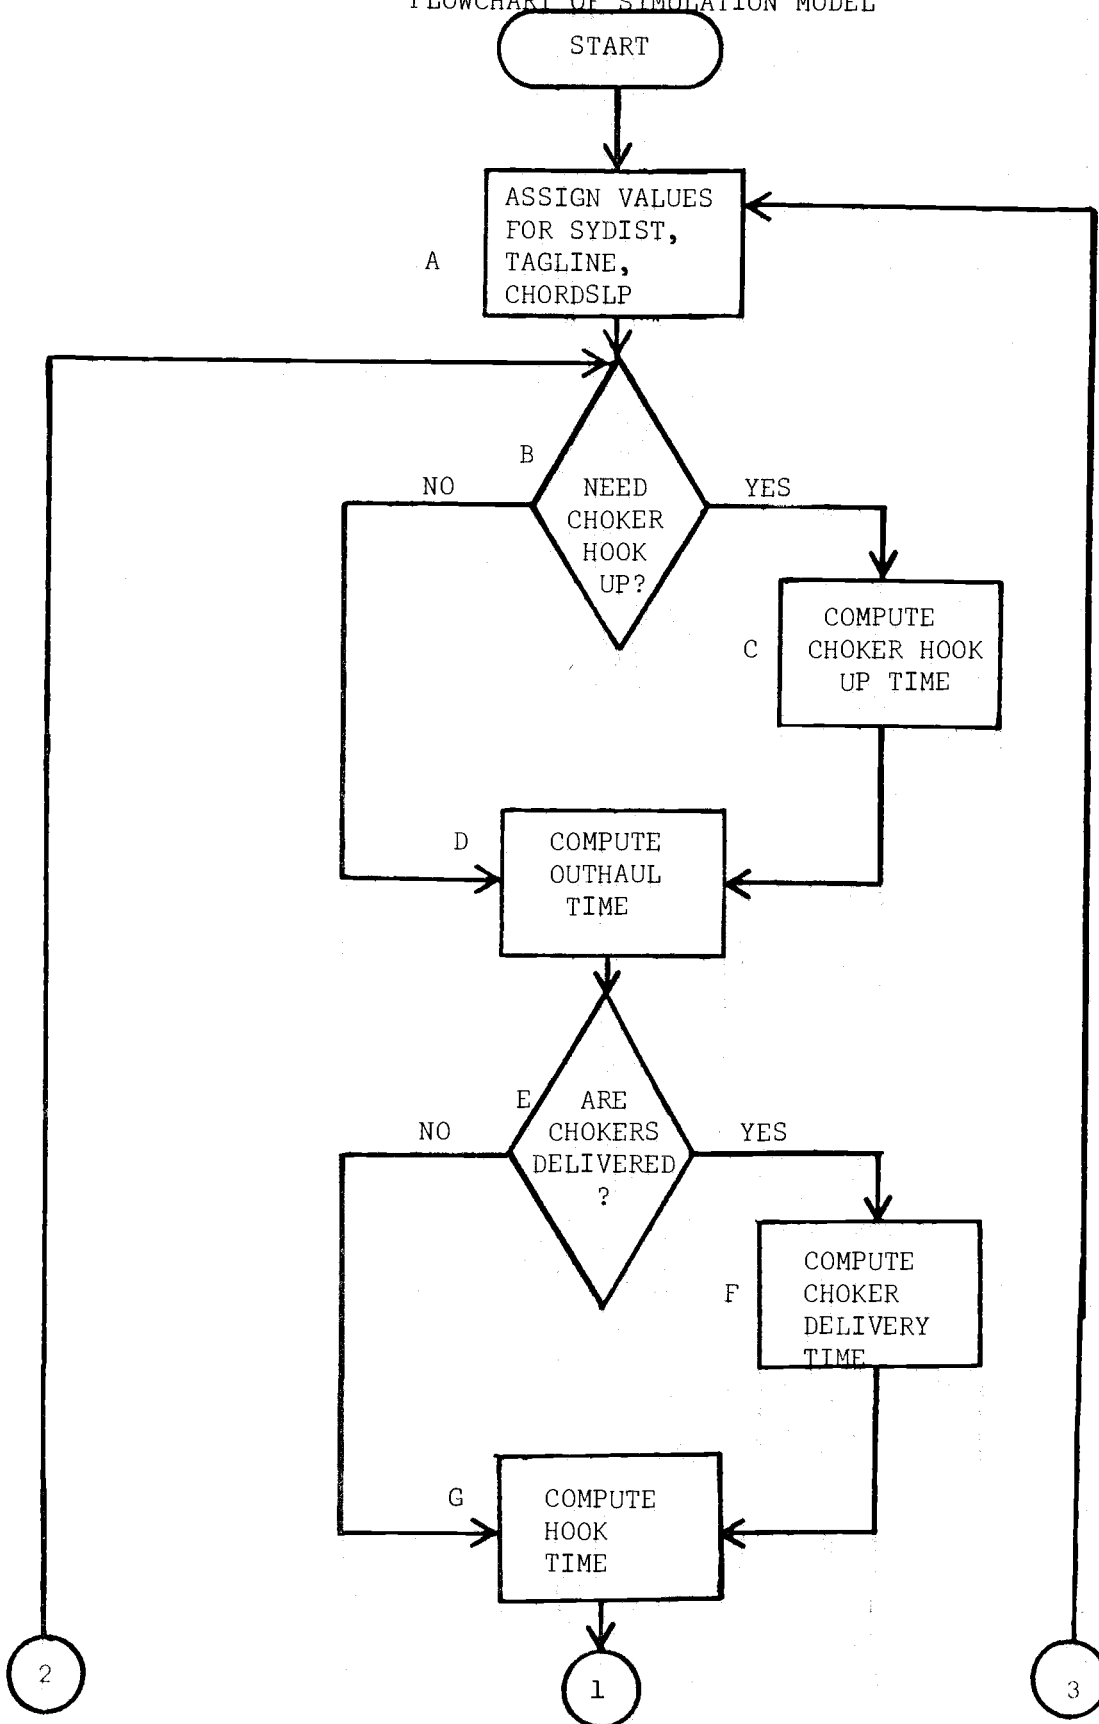 FLOWCHART OF SIMULATION MODEL
START
ASSIGN VALUES
FOR SYDIST,
TAGLINE,
CHORDSLP
A
B
NO
YES
NEED
CHOKER
HOOK
UP?
C
COMPUTE
CHOKER HOOK
UP TIME
D
COMPUTE
OUTHAUL
TIME
E
NO
YES
ARE
CHOKERS
DELIVERED
?
F
COMPUTE
CHOKER
DELIVERY
TIME
G
COMPUTE
HOOK
TIME
2
1
3